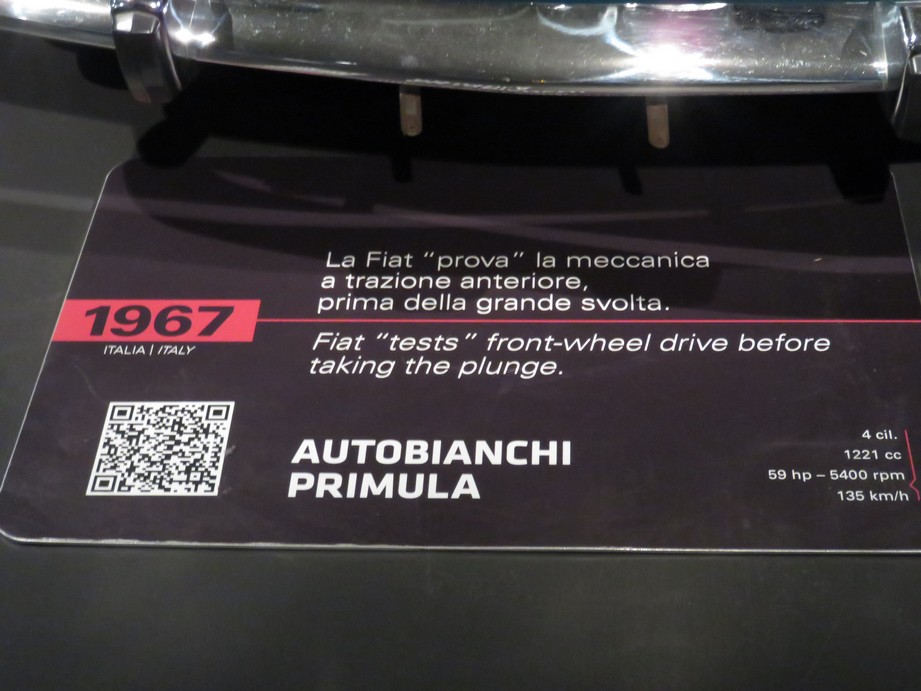 La Fiat “prova” la meccanica
a trazione anteriore,
prima della grande svolta.
1967
ITALIA | ITALY
Fiat “tests” front-wheel drive before
taking the plunge.
AUTOBIANCHI
PRIMULA
4 cil.
1221 cc
59 hp – 5400 rpm
135 km/h